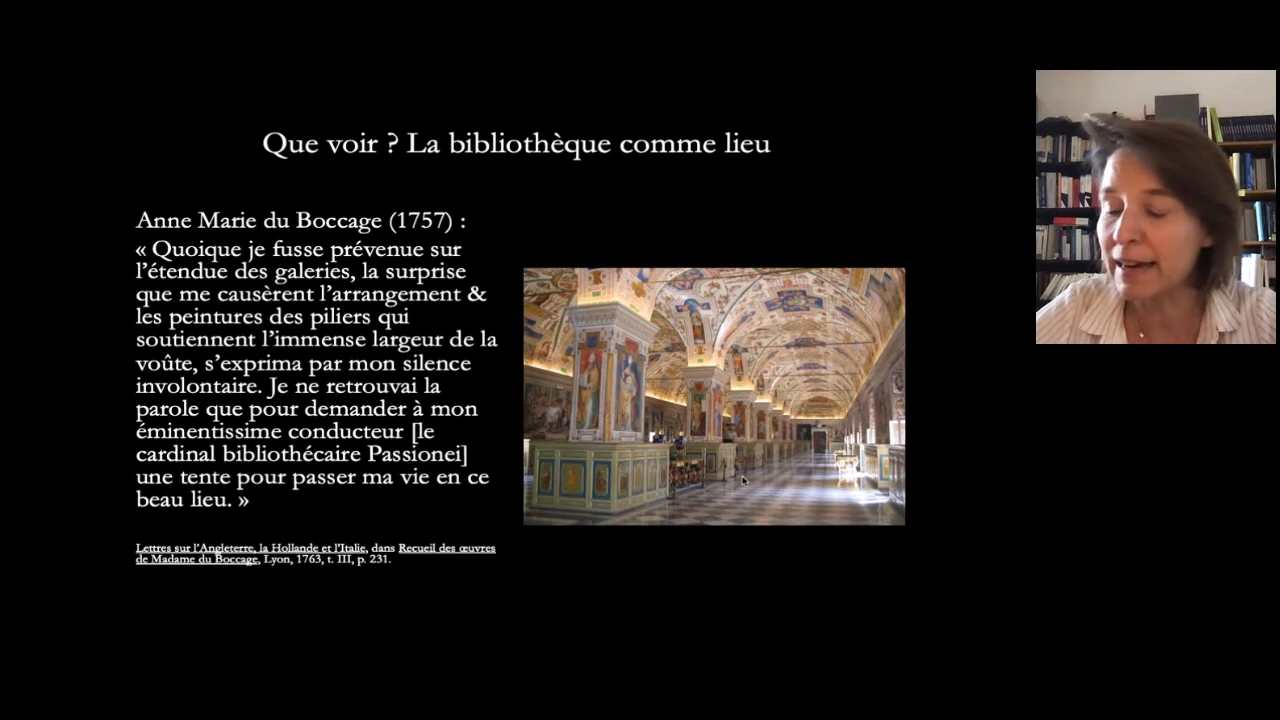 Que voir ? La bibliothèque comme lieu
Anne Marie du Boccage (1757) :
« Quoique je fusse prévenue sur
l’étendue des galeries, la surprise
que me causèrent l’arrangement &
les peintures des piliers qui
soutiennent l’immense largeur de la
voûte, s’exprima par mon silence
involontaire. Je ne retrouvai la
parole que pour demander à mon
éminentissime conducteur [le
cardinal bibliothécaire Passionei]
une tente pour passer ma vie en ce
beau lieu. »
Lettres sur l’Angleterre, la Hollande et l’Italie, dans Recueil des œuvres
de Madame du Boccage, Lyon, 1763, t. III, p. 231.